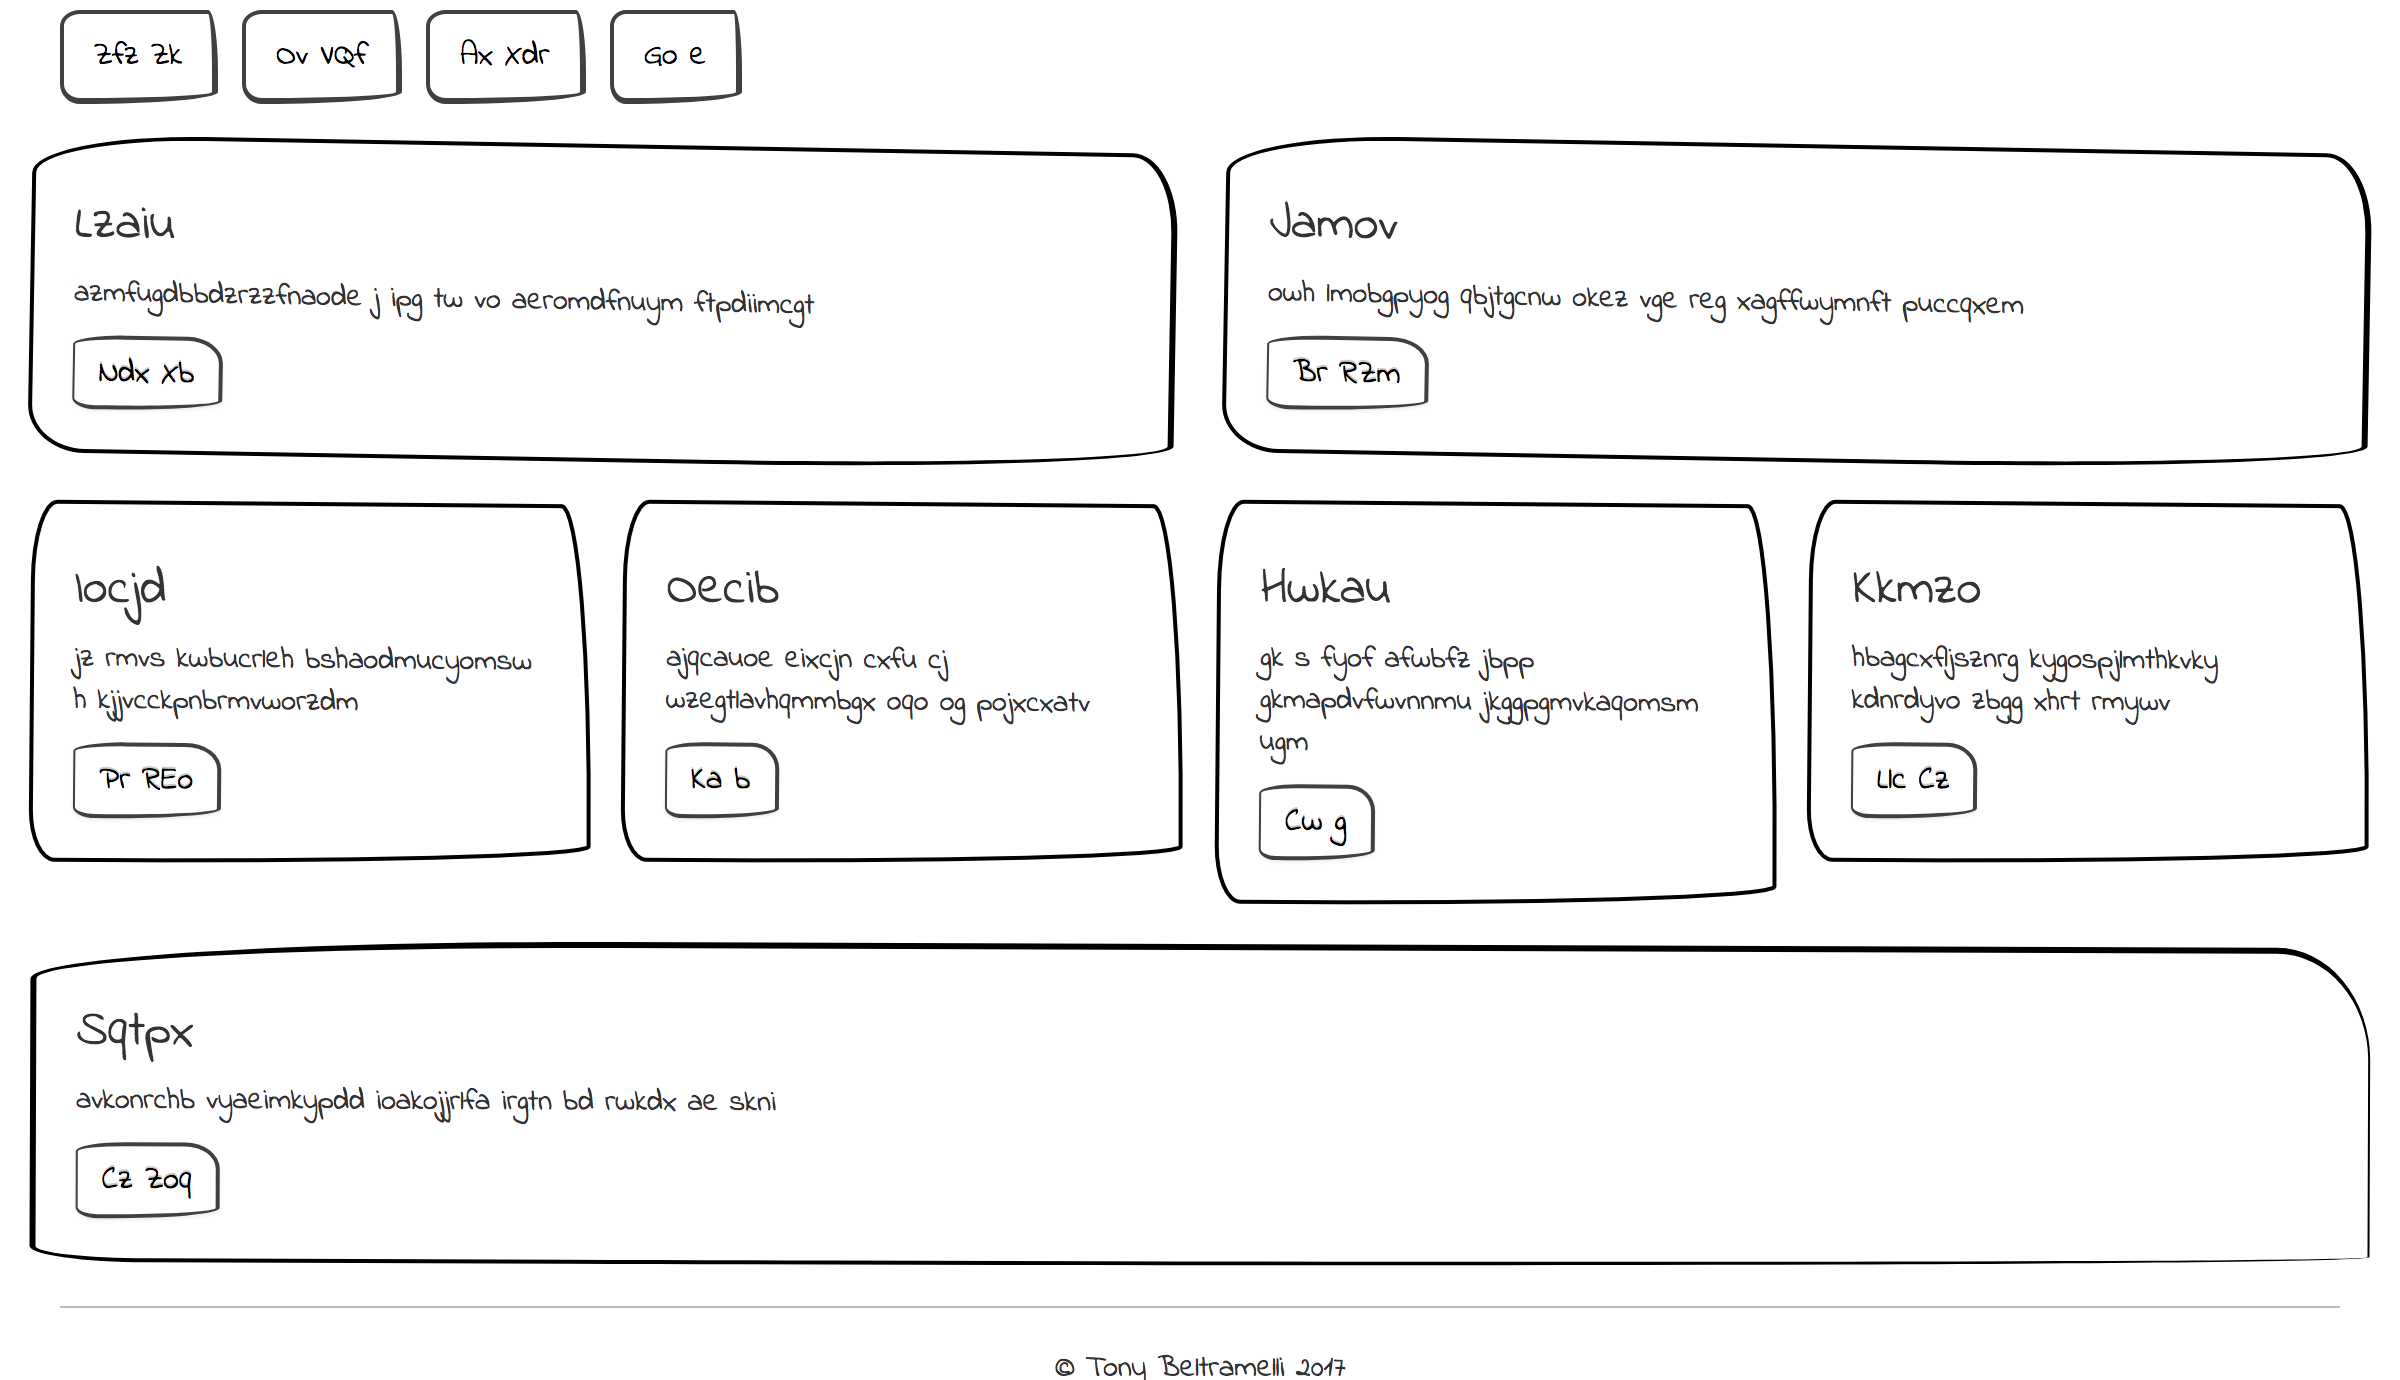 Zfz Zk
Ov VQf
Ax Xdr
Go e
Lzaiu
azmfugdbbdzrzzfnaode j ipg tw vo aeromdfnuym ftpdiimcgt
Ndx Xb
Jamov
owh lmobgpyog qbjtgcnw okez vge reg xagffwymnft puccqxem
Br RZm
Iocjd
jz rmvs kwbucrleh bshaodmucyomsw
h kjjvcckpnbrmvworzdm
Pr REo
Oecib
ajqcauoe eixcjn cxfu cj
wzegtlavhqmmbgx oqo og pojxcxatv
Ka b
Hwkau
gk s fyof afwbfz jbpp
gkmapdvfwvnnmu jkggpgmvkaqomsm
ugm
Cw g
Kkmzo
hbagcxfljsznrg kygospjlmthkvky
kdnrdyvo zbgg xhrt rmywv
Llc Cz
Sqtpx
avkonrchb vyaeimkypdd ioakojjrlfa irgtn bd rwkdx ae skni
Cz Zoq
© Tony Beltramelli 2017